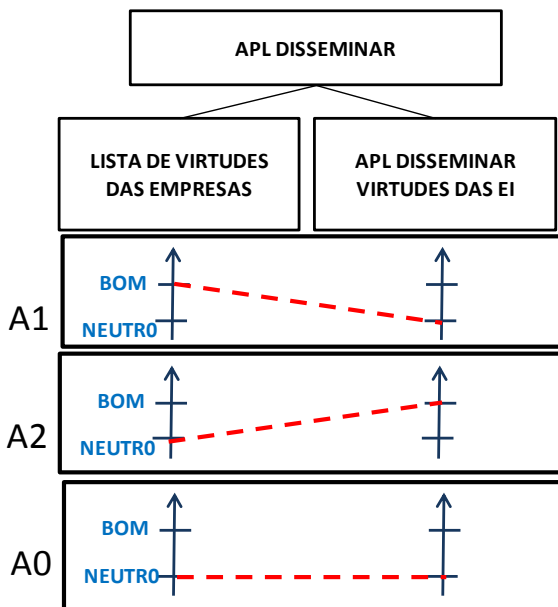 APL DISSEMINAR
LISTA DE VIRTUDES
DAS EMPRESAS
APL DISSEMINAR
VIRTUDES DAS EI
A1
BOM
NEUTR0
A2
BOM
NEUTR0
A0
BOM
NEUTR0